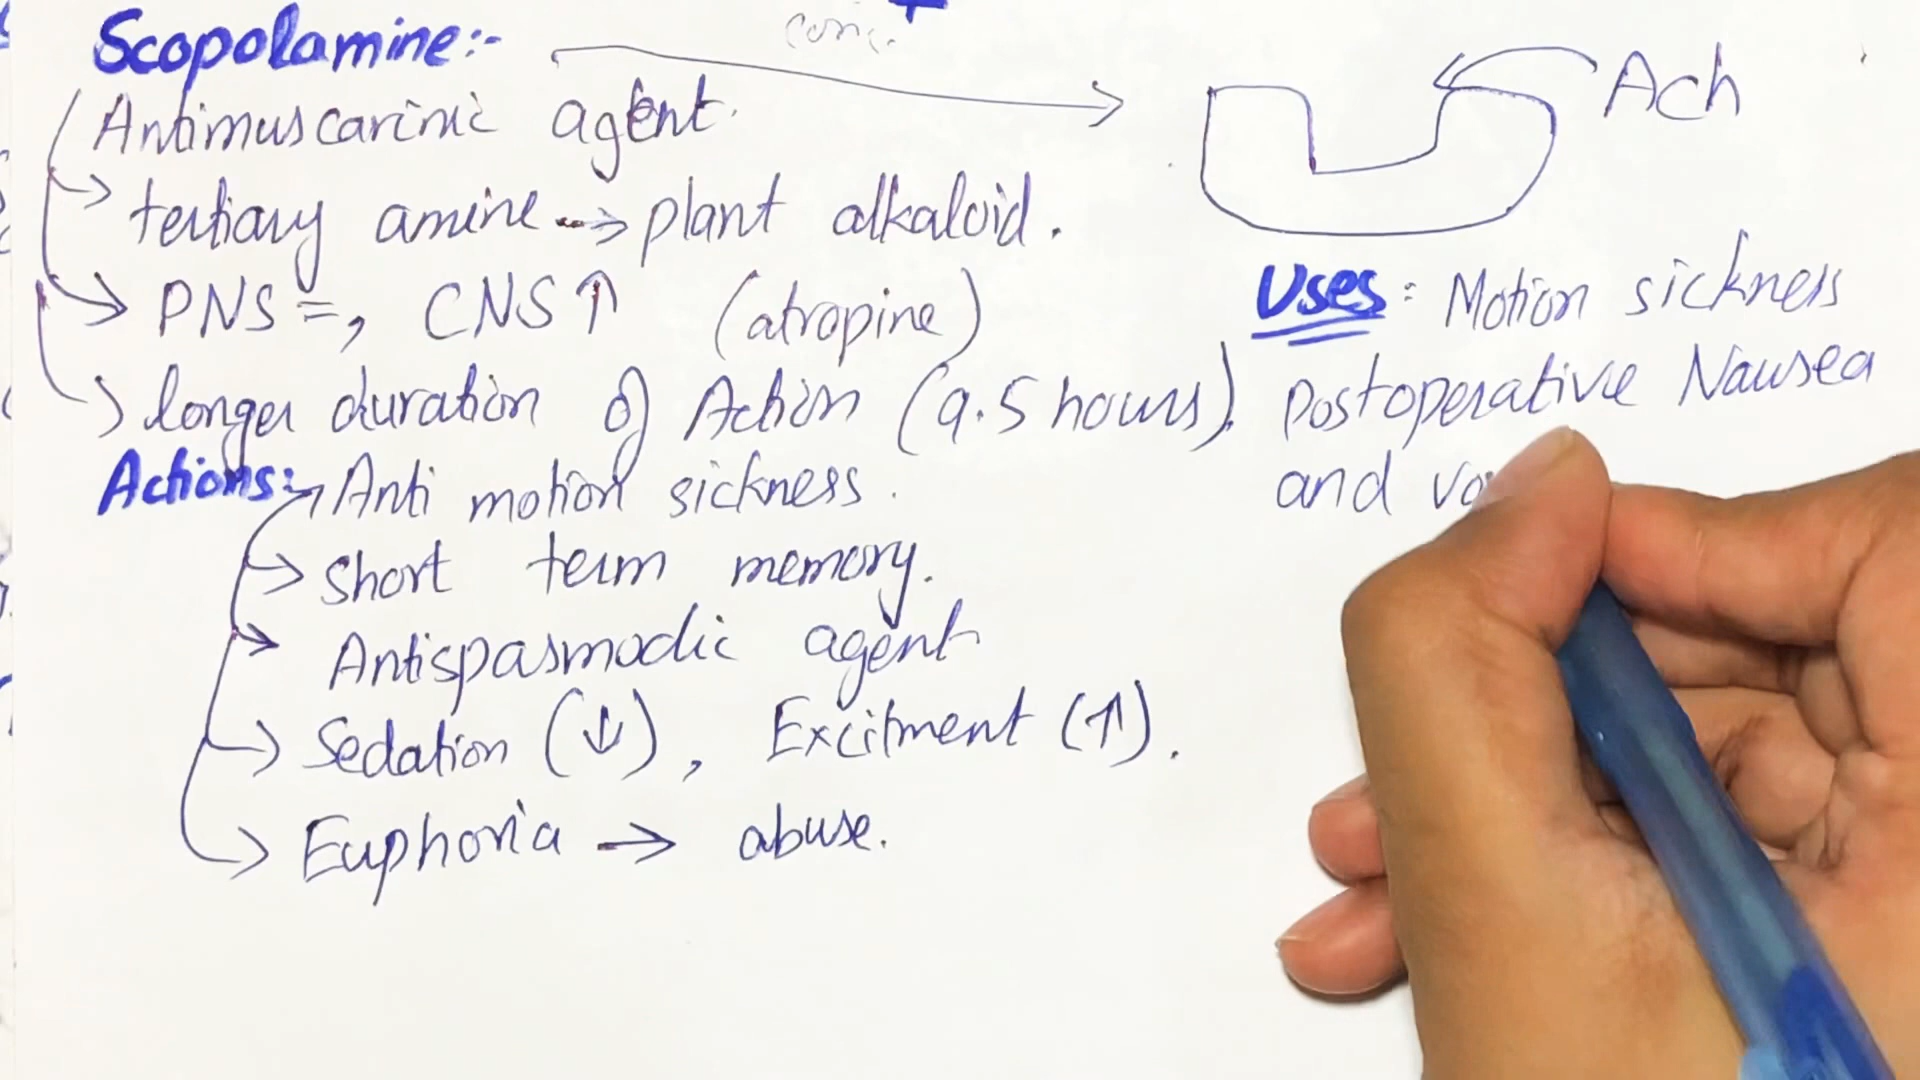 Scopolamine:-
Antimuscarinic agent.
tertiary amine → plant alkaloid.
PNS =, CNS ↑ (atropine)
longer duration of Action (9.5 hours).
Actions: → Anti motion sickness.
→ Short term memory.
→ Antispasmodic agent
→ Sedation (↓), Excitment (↑).
→ Euphoria → abuse.
Ach
Uses: Motion sickness
Postoperative Nausea
and